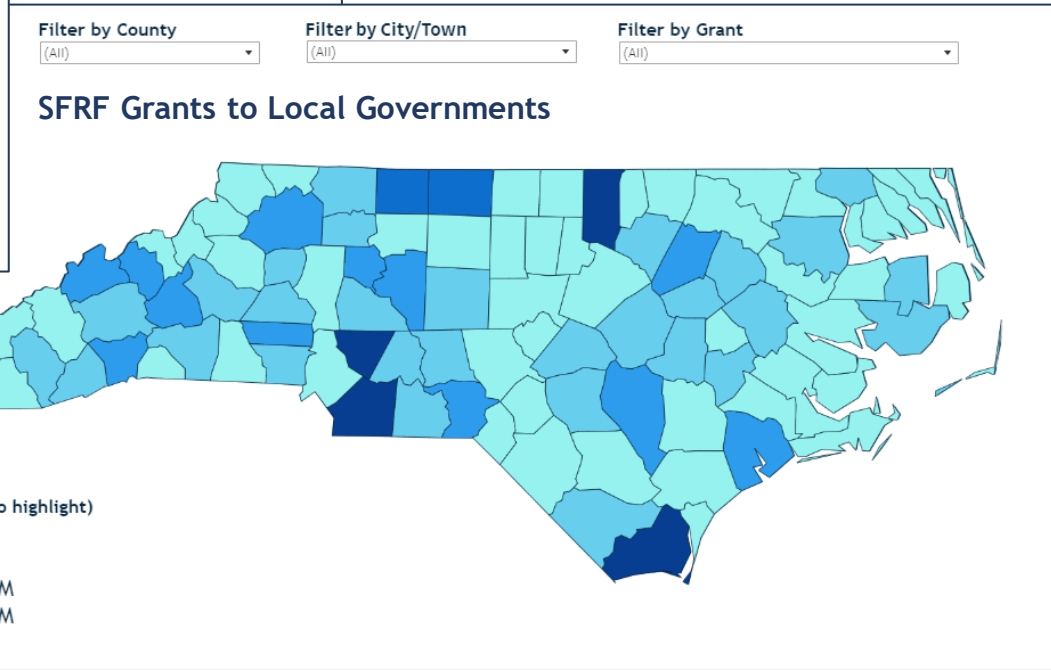 Filter by County
Filter by City/Town
Filter by Grant
(All)
(All)
(All)
SFRF Grants to Local Governments
o highlight)
M
M